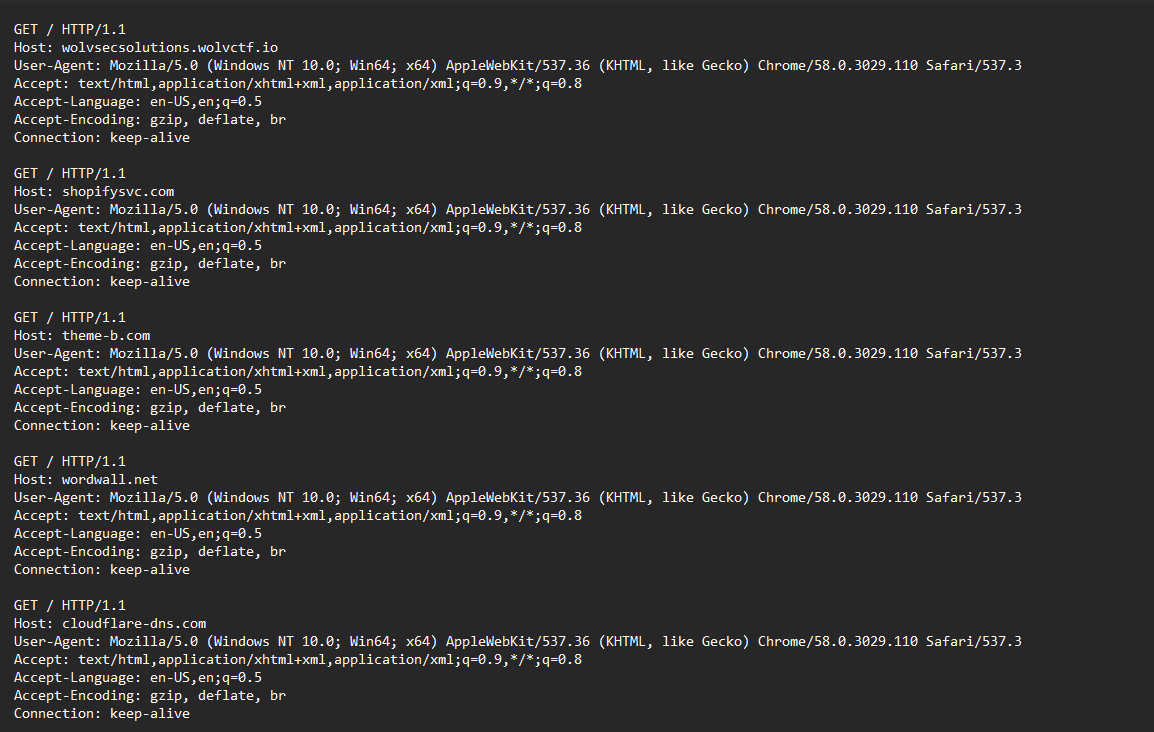 GET / HTTP/1.1
Host: wolvsecsolutions.wolvctf.io
User-Agent: Mozilla/5.0 (Windows NT 10.0; Win64; x64) AppleWebKit/537.36 (KHTML, like Gecko) Chrome/58.0.3029.110 Safari/537.3
Accept: text/html,application/xhtml+xml,application/xml;q=0.9,*/*;q=0.8
Accept-Language: en-US,en;q=0.5
Accept-Encoding: gzip, deflate, br
Connection: keep-alive

GET / HTTP/1.1
Host: shopifysvc.com
User-Agent: Mozilla/5.0 (Windows NT 10.0; Win64; x64) AppleWebKit/537.36 (KHTML, like Gecko) Chrome/58.0.3029.110 Safari/537.3
Accept: text/html,application/xhtml+xml,application/xml;q=0.9,*/*;q=0.8
Accept-Language: en-US,en;q=0.5
Accept-Encoding: gzip, deflate, br
Connection: keep-alive

GET / HTTP/1.1
Host: theme-b.com
User-Agent: Mozilla/5.0 (Windows NT 10.0; Win64; x64) AppleWebKit/537.36 (KHTML, like Gecko) Chrome/58.0.3029.110 Safari/537.3
Accept: text/html,application/xhtml+xml,application/xml;q=0.9,*/*;q=0.8
Accept-Language: en-US,en;q=0.5
Accept-Encoding: gzip, deflate, br
Connection: keep-alive

GET / HTTP/1.1
Host: wordwall.net
User-Agent: Mozilla/5.0 (Windows NT 10.0; Win64; x64) AppleWebKit/537.36 (KHTML, like Gecko) Chrome/58.0.3029.110 Safari/537.3
Accept: text/html,application/xhtml+xml,application/xml;q=0.9,*/*;q=0.8
Accept-Language: en-US,en;q=0.5
Accept-Encoding: gzip, deflate, br
Connection: keep-alive

GET / HTTP/1.1
Host: cloudflare-dns.com
User-Agent: Mozilla/5.0 (Windows NT 10.0; Win64; x64) AppleWebKit/537.36 (KHTML, like Gecko) Chrome/58.0.3029.110 Safari/537.3
Accept: text/html,application/xhtml+xml,application/xml;q=0.9,*/*;q=0.8
Accept-Language: en-US,en;q=0.5
Accept-Encoding: gzip, deflate, br
Connection: keep-alive